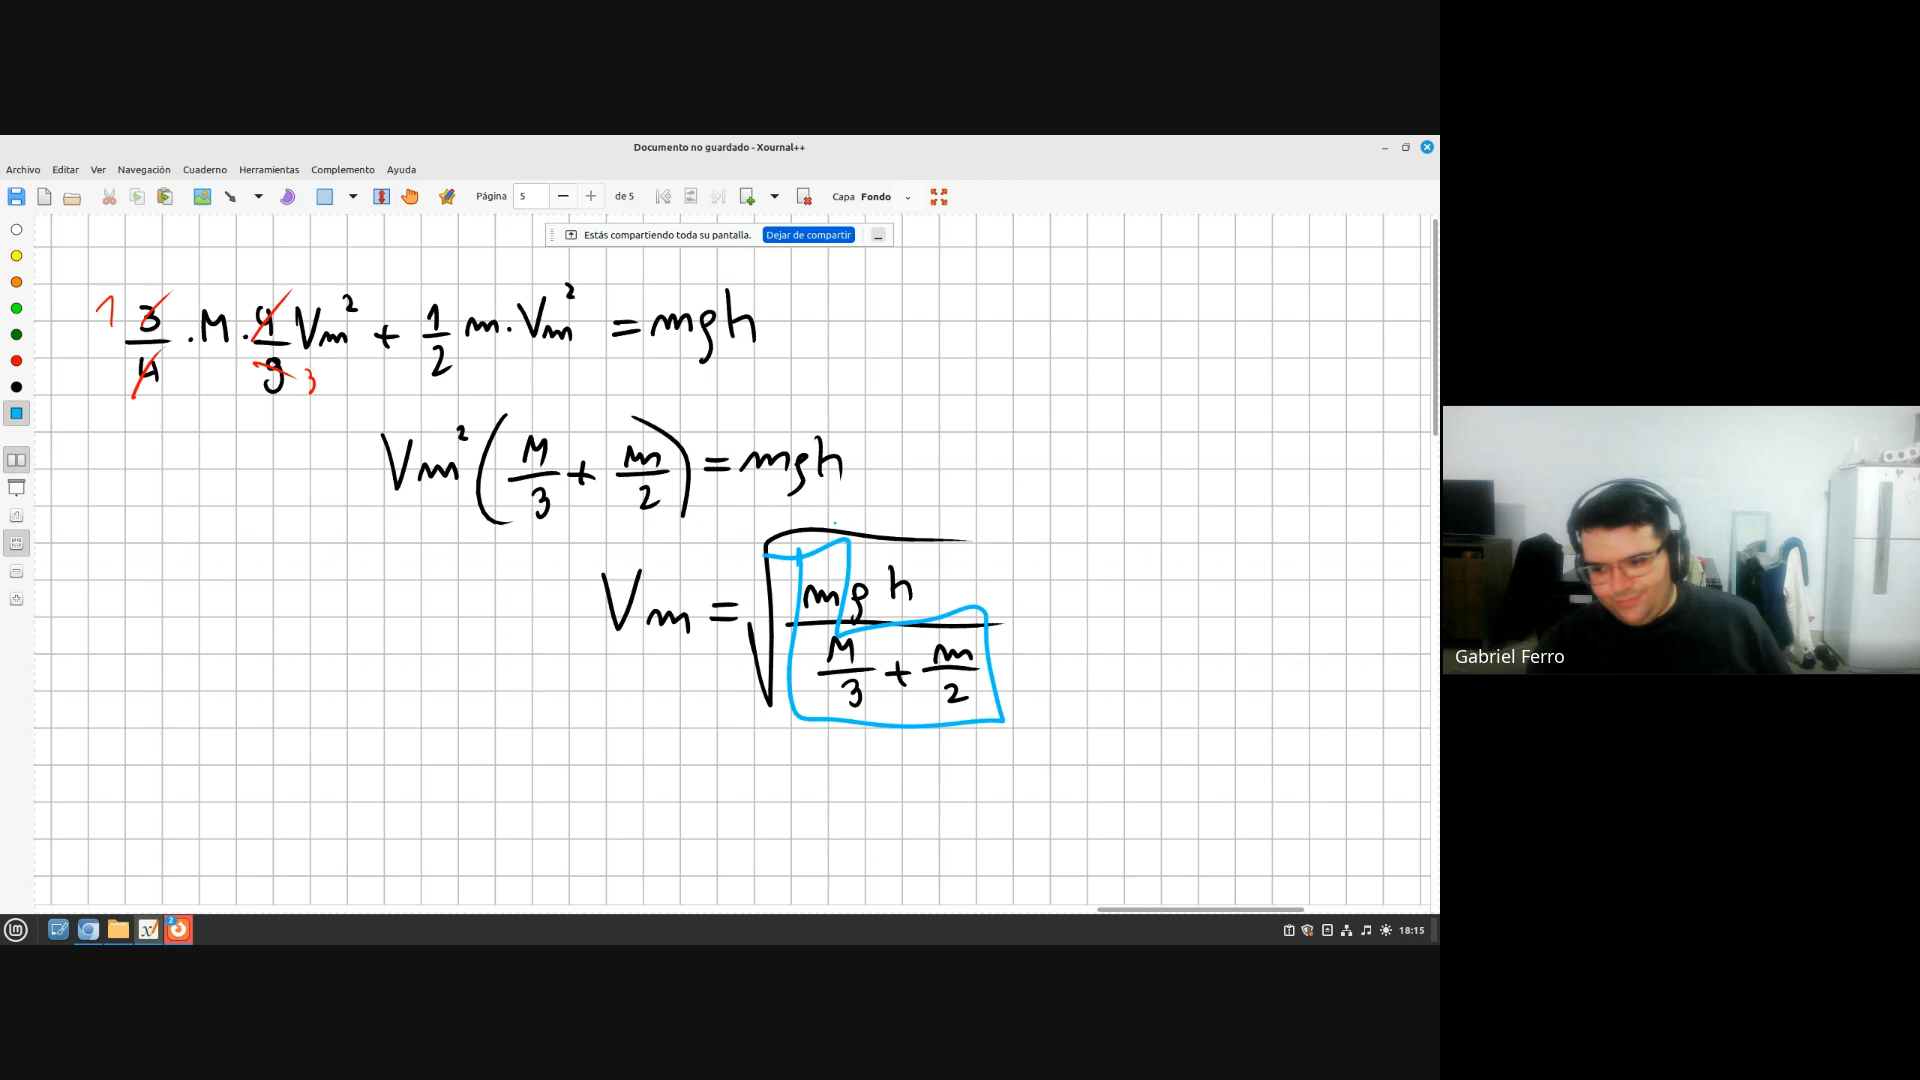 Documento no guardado - Xournal++
Archivo Editar Ver Navegación Cuaderno Herramientas Complemento Ayuda
Página 5 de 5 Capa Fondo
Estás compartiendo toda su pantalla. Dejar de compartir
1 3/4 . M . 4/9 3 Vm² + 1/2 m . Vm² = mgh
Vm² ( M/3 + m/2 ) = mgh
Vm = √( mgh / ( M/3 + m/2 ) )
Gabriel Ferro
2
18:15